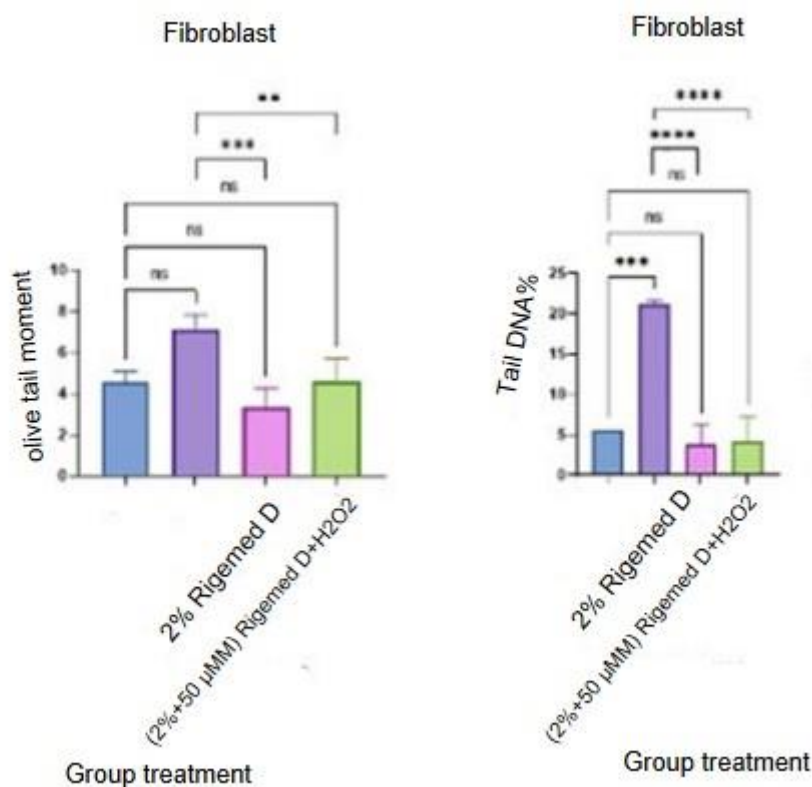 Fibroblast
**
***
ns
ns
ns
olive tail moment
10
8
6
4
2
0
2% Rigemed D
(2%+50 µMM) Rigemed D+H2O2
Group treatment
Fibroblast
****
****
ns
ns
***
Tail DNA%
25
20
15
10
5
0
2% Rigemed D
(2%+50 µMM) Rigemed D+H2O2
Group treatment